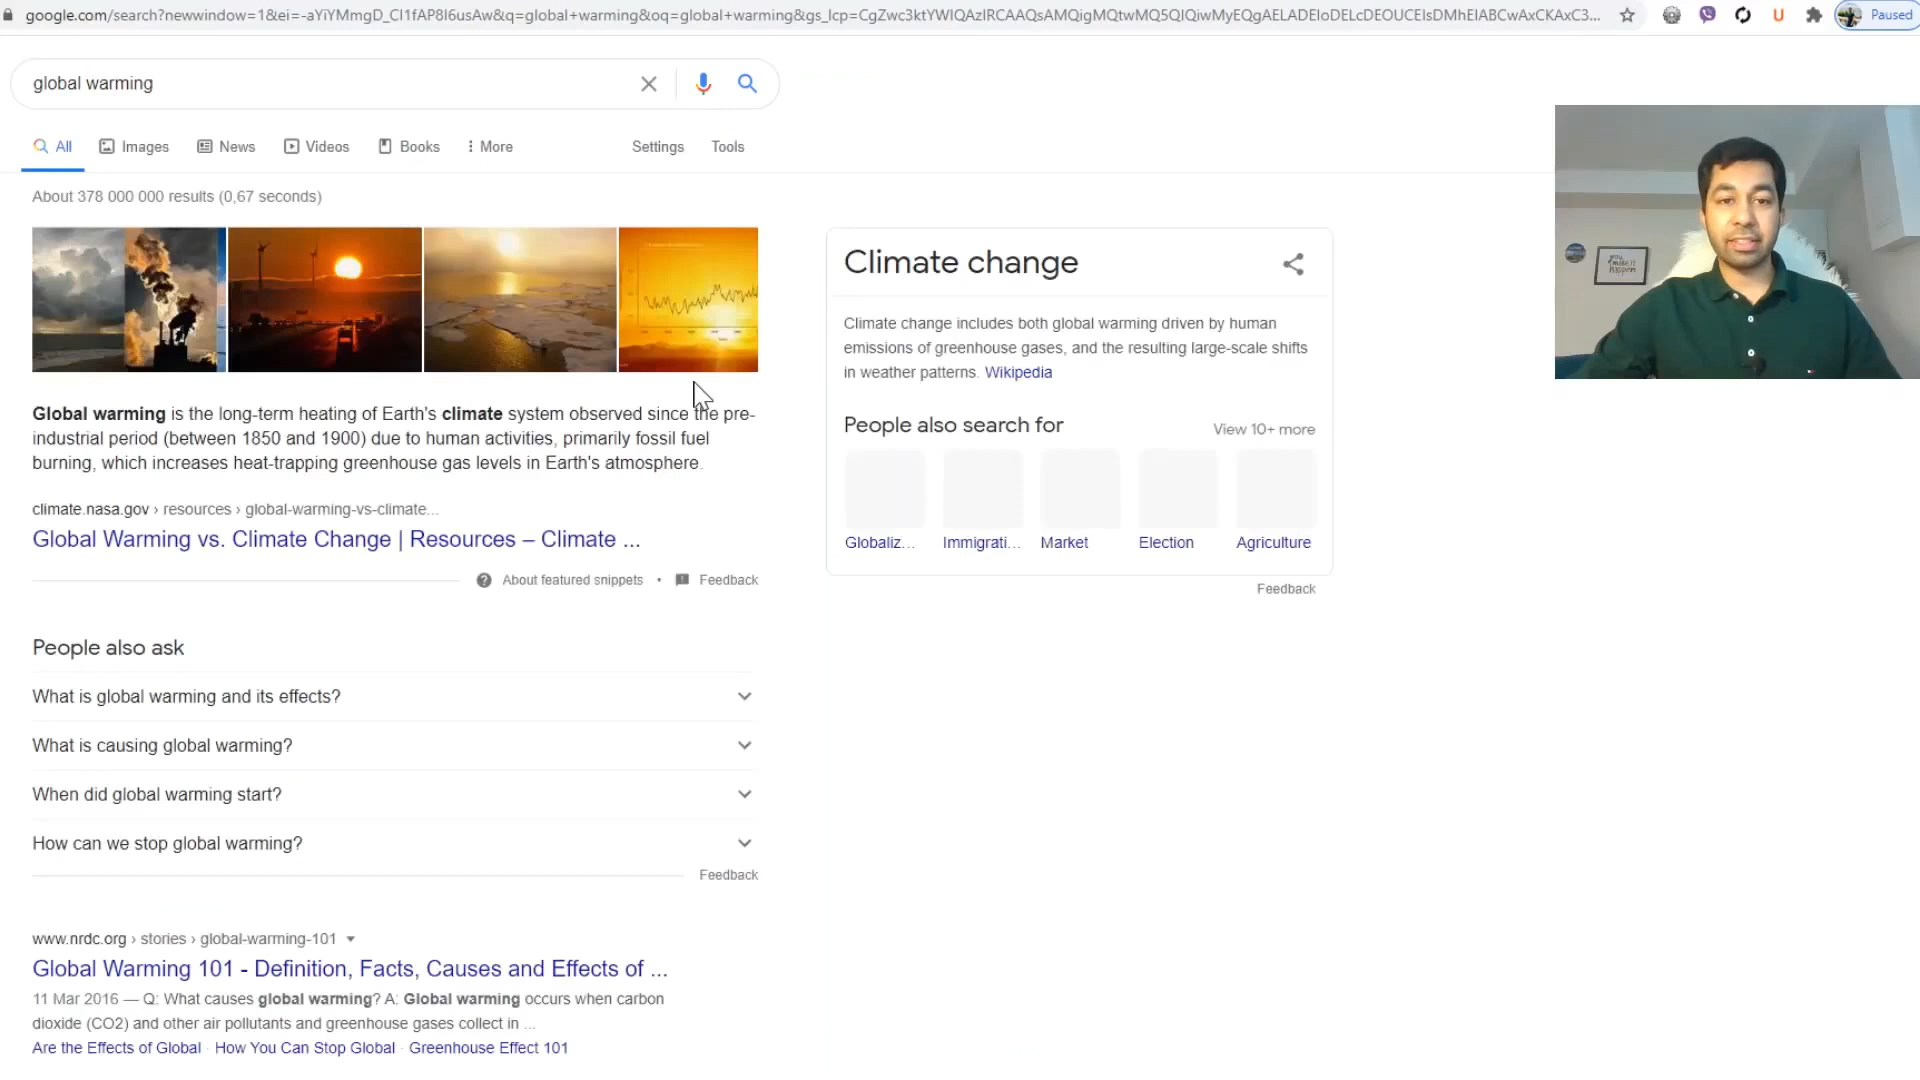 google.com/search?newwindow=1&ei=-aYiYMmgD_CI1fAP8I6usAw&q=global+warming&oq=global+warming&gs_lcp=
Paused
global warming
All Images News Videos Books More Settings Tools
About 378 000 000 results (0,67 seconds)
Global warming is the long-term heating of Earth's climate system observed since the pre-
industrial period (between 1850 and 1900) due to human activities, primarily fossil fuel
burning, which increases heat-trapping greenhouse gas levels in Earth's atmosphere.
climate.nasa.gov › resources › global-warming-vs-climate...
Global Warming vs. Climate Change | Resources – Climate ...
About featured snippets • Feedback
People also ask
What is global warming and its effects?
What is causing global warming?
When did global warming start?
How can we stop global warming?
Feedback
www.nrdc.org › stories › global-warming-101
Global Warming 101 - Definition, Facts, Causes and Effects of ...
11 Mar 2016 — Q: What causes global warming? A: Global warming occurs when carbon
dioxide (CO2) and other air pollutants and greenhouse gases collect in ...
Are the Effects of Global · How You Can Stop Global · Greenhouse Effect 101
Climate change
Climate change includes both global warming driven by human
emissions of greenhouse gases, and the resulting large-scale shifts
in weather patterns. Wikipedia
People also search for
View 10+ more
Globaliz... Immigrati... Market Election Agriculture
Feedback
you
make it
happen